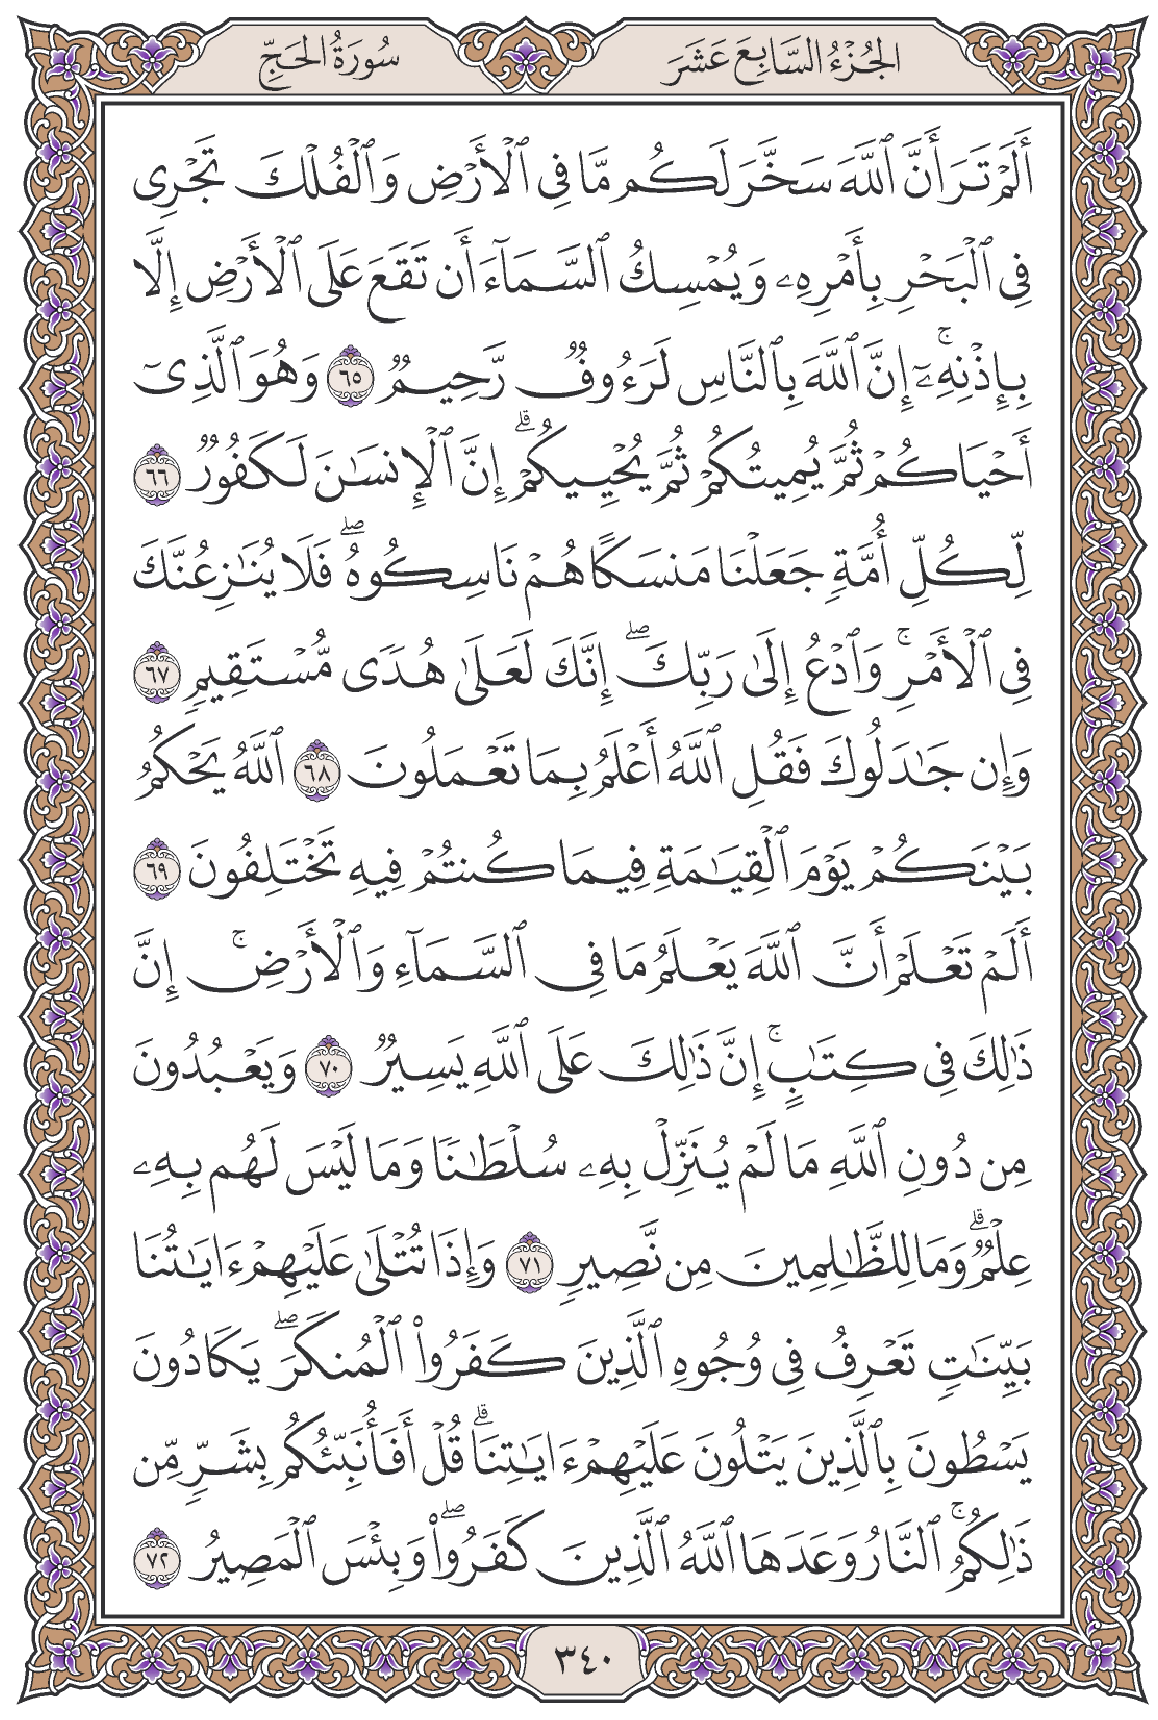 الجُزْءُ السَّابِعَ عَشَرَ
سُورَةُ الحَجِّ
أَلَمْ تَرَ أَنَّ ٱللَّهَ سَخَّرَ لَكُم مَّا فِي ٱلْأَرْضِ وَٱلْفُلْكَ تَجْرِى
فِي ٱلْبَحْرِ بِأَمْرِهِۦ وَيُمْسِكُ ٱلسَّمَآءَ أَن تَقَعَ عَلَى ٱلْأَرْضِ إِلَّا
بِإِذْنِهِۦٓۚ إِنَّ ٱللَّهَ بِٱلنَّاسِ لَرَءُوفٌ رَّحِيمٌ ٦٥ وَهُوَ ٱلَّذِىٓ
أَحْيَاكُمْ ثُمَّ يُمِيتُكُمْ ثُمَّ يُحْيِيكُمْۗ إِنَّ ٱلْإِنسَٰنَ لَكَفُورٌ ٦٦
لِّكُلِّ أُمَّةٍ جَعَلْنَا مَنسَكًا هُمْ نَاسِكُوهُۖ فَلَا يُنَٰزِعُنَّكَ
فِي ٱلْأَمْرِۚ وَٱدْعُ إِلَىٰ رَبِّكَۖ إِنَّكَ لَعَلَىٰ هُدًى مُّسْتَقِيمٍ ٦٧
وَإِن جَٰدَلُوكَ فَقُلِ ٱللَّهُ أَعْلَمُ بِمَا تَعْمَلُونَ ٦٨ ٱللَّهُ يَحْكُمُ
بَيْنَكُمْ يَوْمَ ٱلْقِيَٰمَةِ فِيمَا كُنتُمْ فِيهِ تَخْتَلِفُونَ ٦٩
أَلَمْ تَعْلَمْ أَنَّ ٱللَّهَ يَعْلَمُ مَا فِي ٱلسَّمَآءِ وَٱلْأَرْضِۚ إِنَّ
ذَٰلِكَ فِي كِتَٰبٍۚ إِنَّ ذَٰلِكَ عَلَى ٱللَّهِ يَسِيرٌ ٧٠ وَيَعْبُدُونَ
مِن دُونِ ٱللَّهِ مَا لَمْ يُنَزِّلْ بِهِۦ سُلْطَٰنًا وَمَا لَيْسَ لَهُم بِهِۦ
عِلْمٌۗ وَمَا لِلظَّٰلِمِينَ مِن نَّصِيرٍ ٧١ وَإِذَا تُتْلَىٰ عَلَيْهِمْ ءَايَٰتُنَا
بَيِّنَٰتٍ تَعْرِفُ فِي وُجُوهِ ٱلَّذِينَ كَفَرُوا۟ ٱلْمُنكَرَۖ يَكَادُونَ
يَسْطُونَ بِٱلَّذِينَ يَتْلُونَ عَلَيْهِمْ ءَايَٰتِنَاۗ قُلْ أَفَأُنَبِّئُكُم بِشَرٍّ مِّن
ذَٰلِكُمُۚ ٱلنَّارُ وَعَدَهَا ٱللَّهُ ٱلَّذِينَ كَفَرُوا۟ۖ وَبِئْسَ ٱلْمَصِيرُ ٧٢
٣٤٠